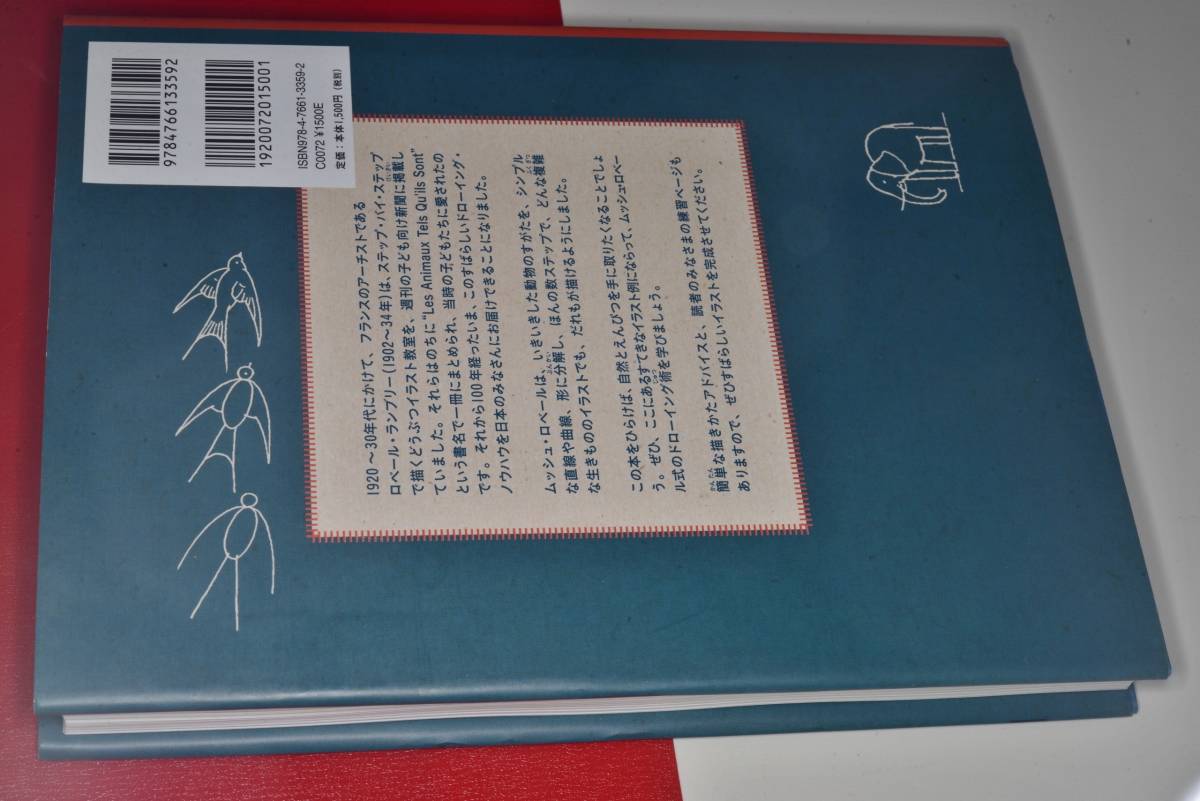 9784766133592
1920072015001
ISBN978-4-7661-3359-2
C0072 ¥1500E
定価：本体1,500円（税別）
1920～30年代にかけて、フランスのアーチストである
ロベール・ランブリー(1902～34年)は、ステップ・バイ・ステップ
で描くどうぶつイラスト教室を、週刊の子ども向け新聞に掲載し
ていました。それらはのちに“Les Animaux Tels Qu'ils Sont”
という書名で一冊にまとめられ、当時の子どもたちに愛されたの
です。それから100年経ったいま、このすばらしいドローイング・
ノウハウを日本のみなさんにお届けできることになりました。
ムッシュ・ロベールは、いきいきした動物のすがたを、シンプル
な直線や曲線、形に分解し、ほんの数ステップで、どんな複雑
な生きもののイラストでも、だれもが描けるようにしました。
この本をひらけば、自然とえんぴつを手に取りたくなることでしょ
う。ぜひ、ここにあるすてきなイラスト例にならって、ムッシュロベー
ル式のドローイング術を学びましょう。
簡単な描きかたアドバイスと、読者のみなさまの練習ページも
ありますので、ぜひすばらしいイラストを完成させてください。